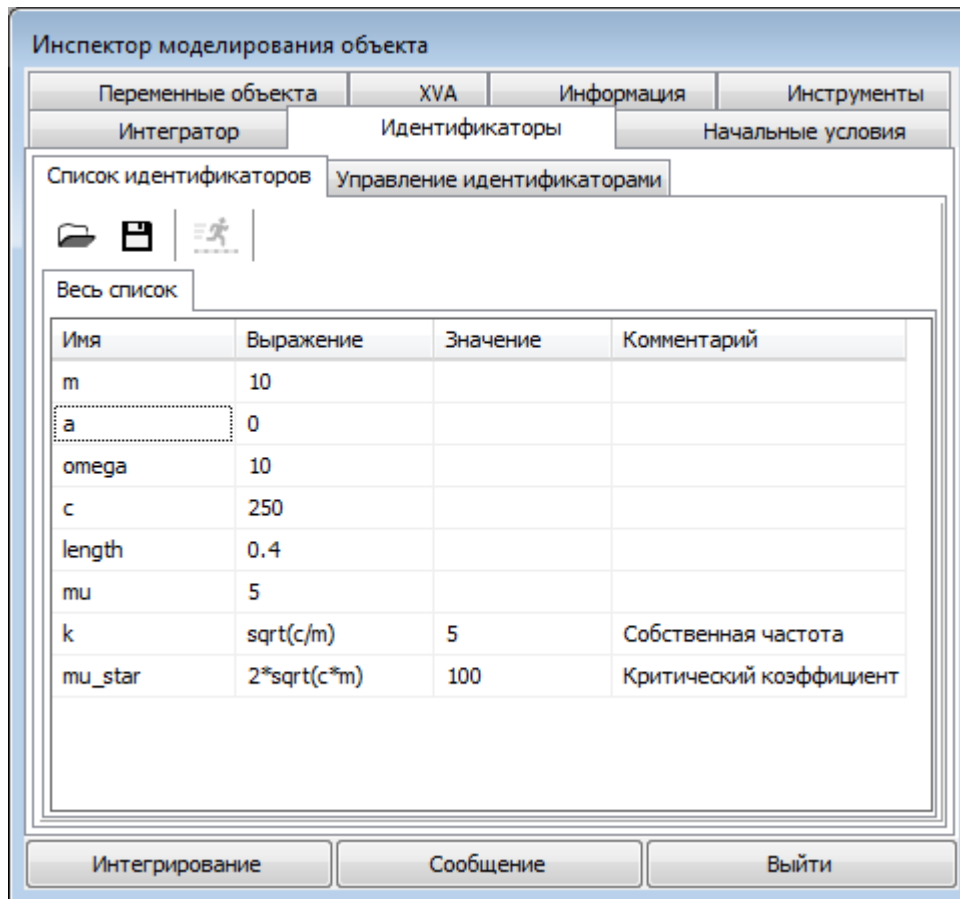 Инспектор моделирования объекта
Переменные объекта XVA Информация Инструменты
Интегратор Идентификаторы Начальные условия
Список идентификаторов Управление идентификаторами
Весь список
Имя Выражение Значение Комментарий
m 10
a 0
omega 10
c 250
length 0.4
mu 5
k sqrt(c/m) 5 Собственная частота
mu_star 2*sqrt(c*m) 100 Критический коэффициент
Интегрирование Сообщение Выйти